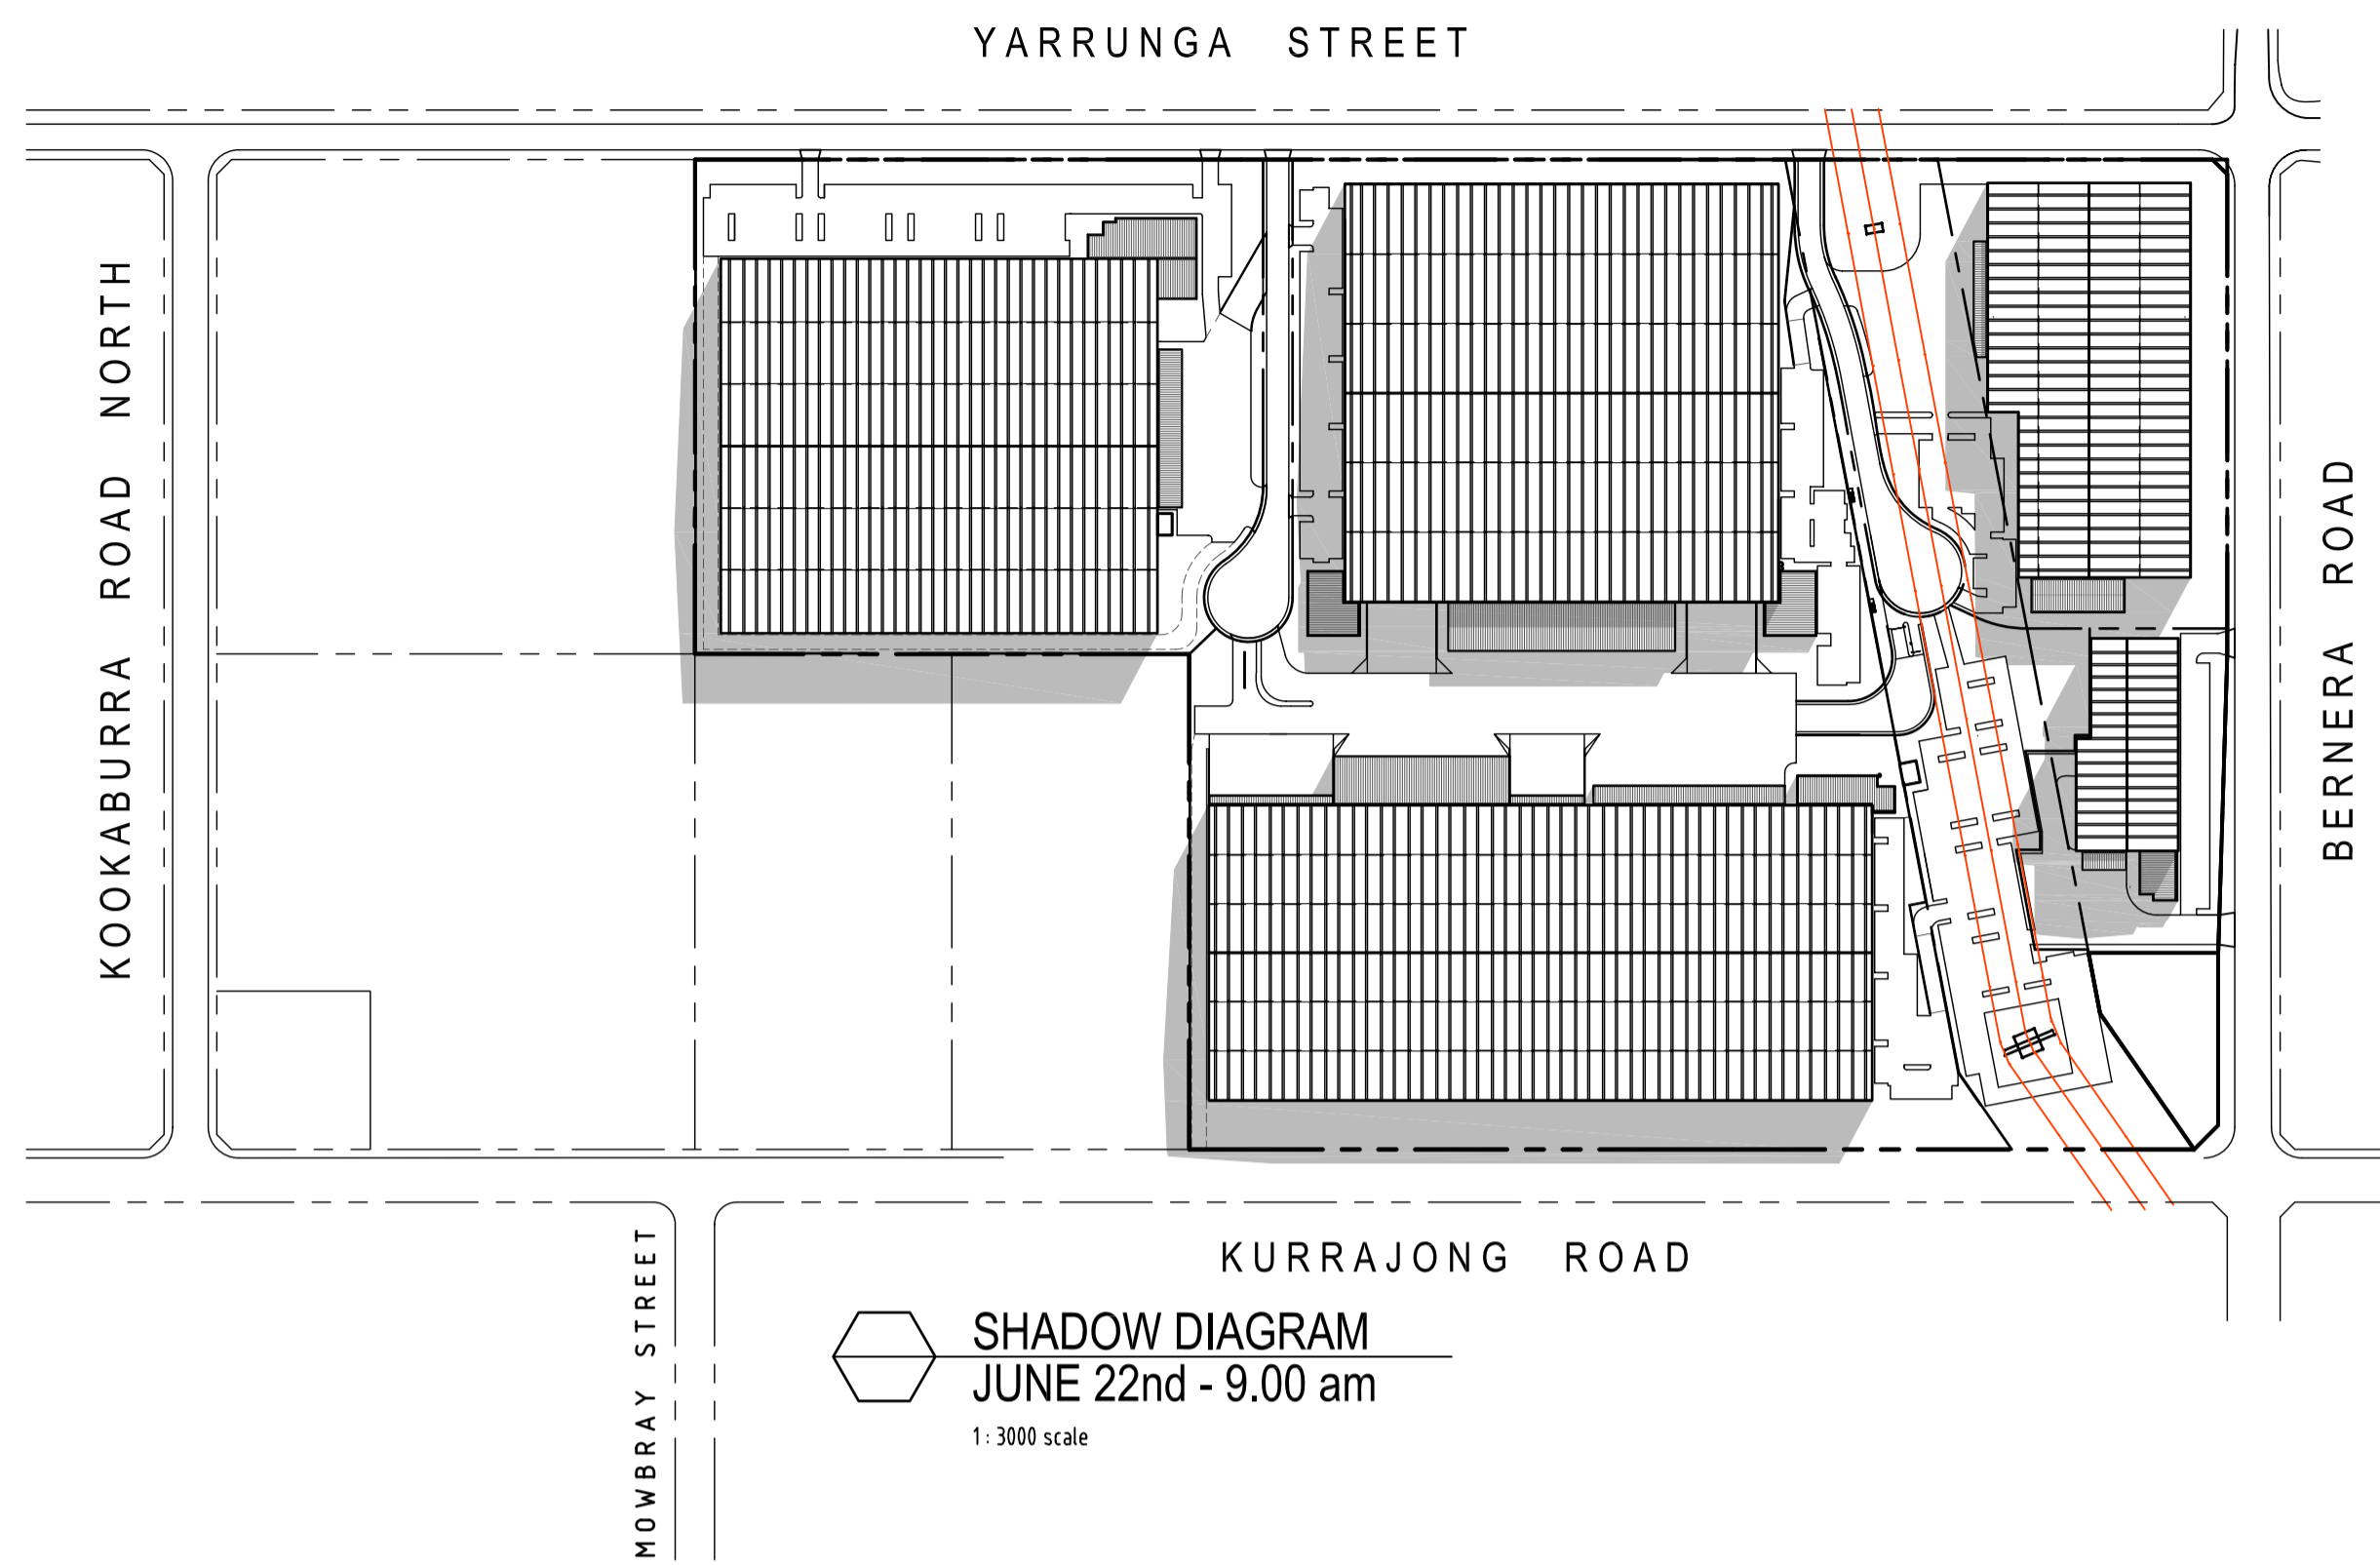 YARRUNGA STREET
KOOKABURRA ROAD NORTH
BERNERA ROAD
KURRAJONG ROAD
MOWBRAY STREET
SHADOW DIAGRAM
JUNE 22nd - 9.00 am
1 : 3000 scale